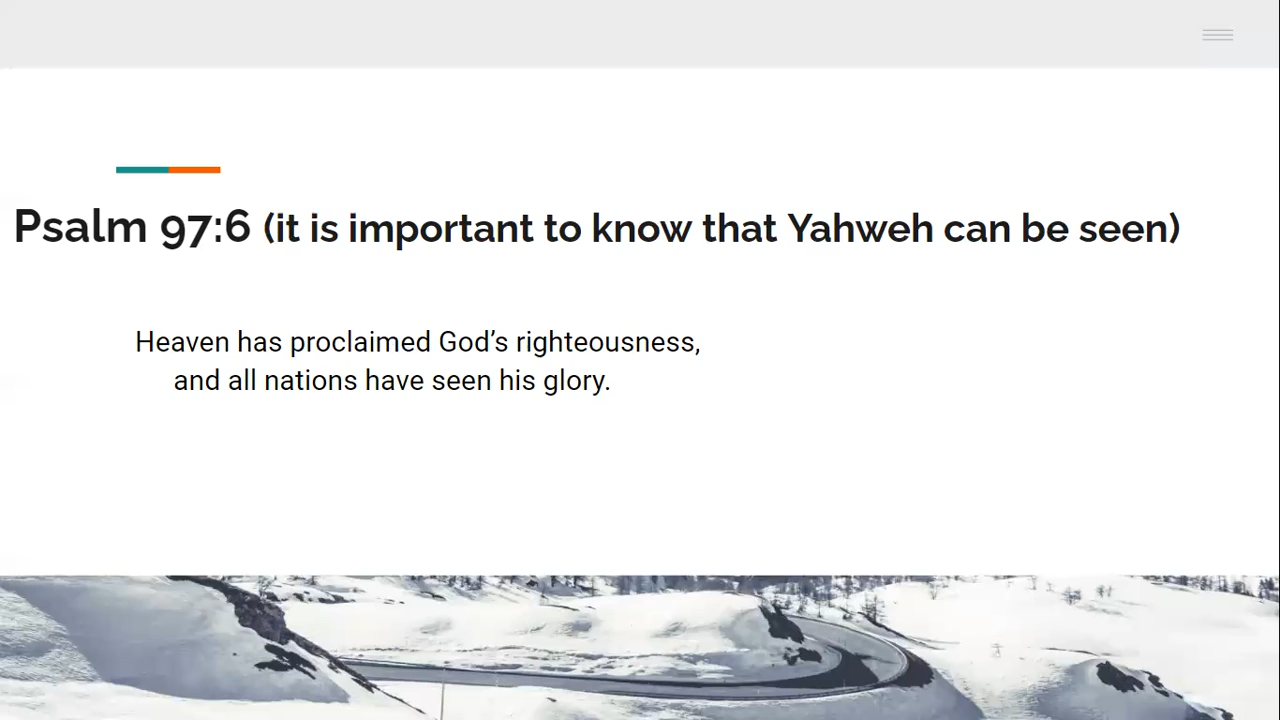 Psalm 97:6 (it is important to know that Yahweh can be seen)
Heaven has proclaimed God’s righteousness,
and all nations have seen his glory.